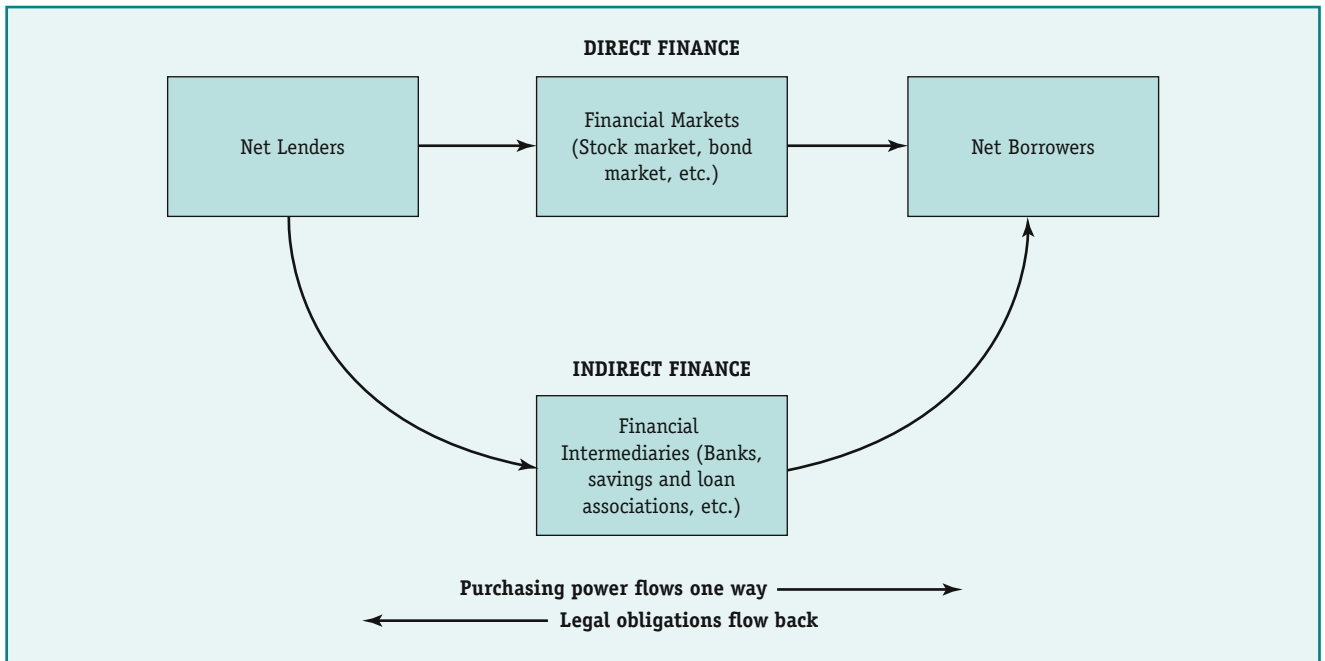 DIRECT FINANCE
Net Lenders
Financial Markets
(Stock market, bond
market, etc.)
Net Borrowers
INDIRECT FINANCE
Financial
Intermediaries (Banks,
savings and loan
associations, etc.)
Purchasing power flows one way
Legal obligations flow back